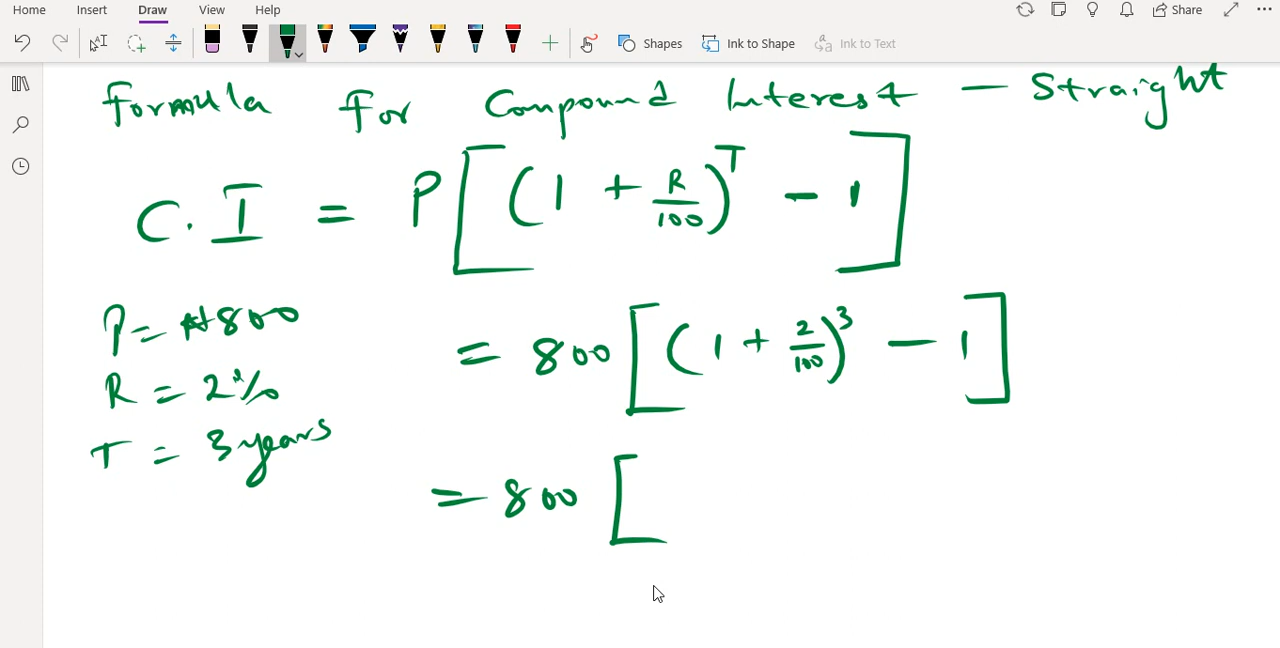 Home Insert Draw View Help Share
Shapes Ink to Shape Ink to Text
Formula For Compound Interest — Straight
C.I = P[(1 + R/100)^T - 1]
P = ₦800
= 800[(1 + 2/100)^3 - 1]
R = 2%
T = 3 years
= 800 [